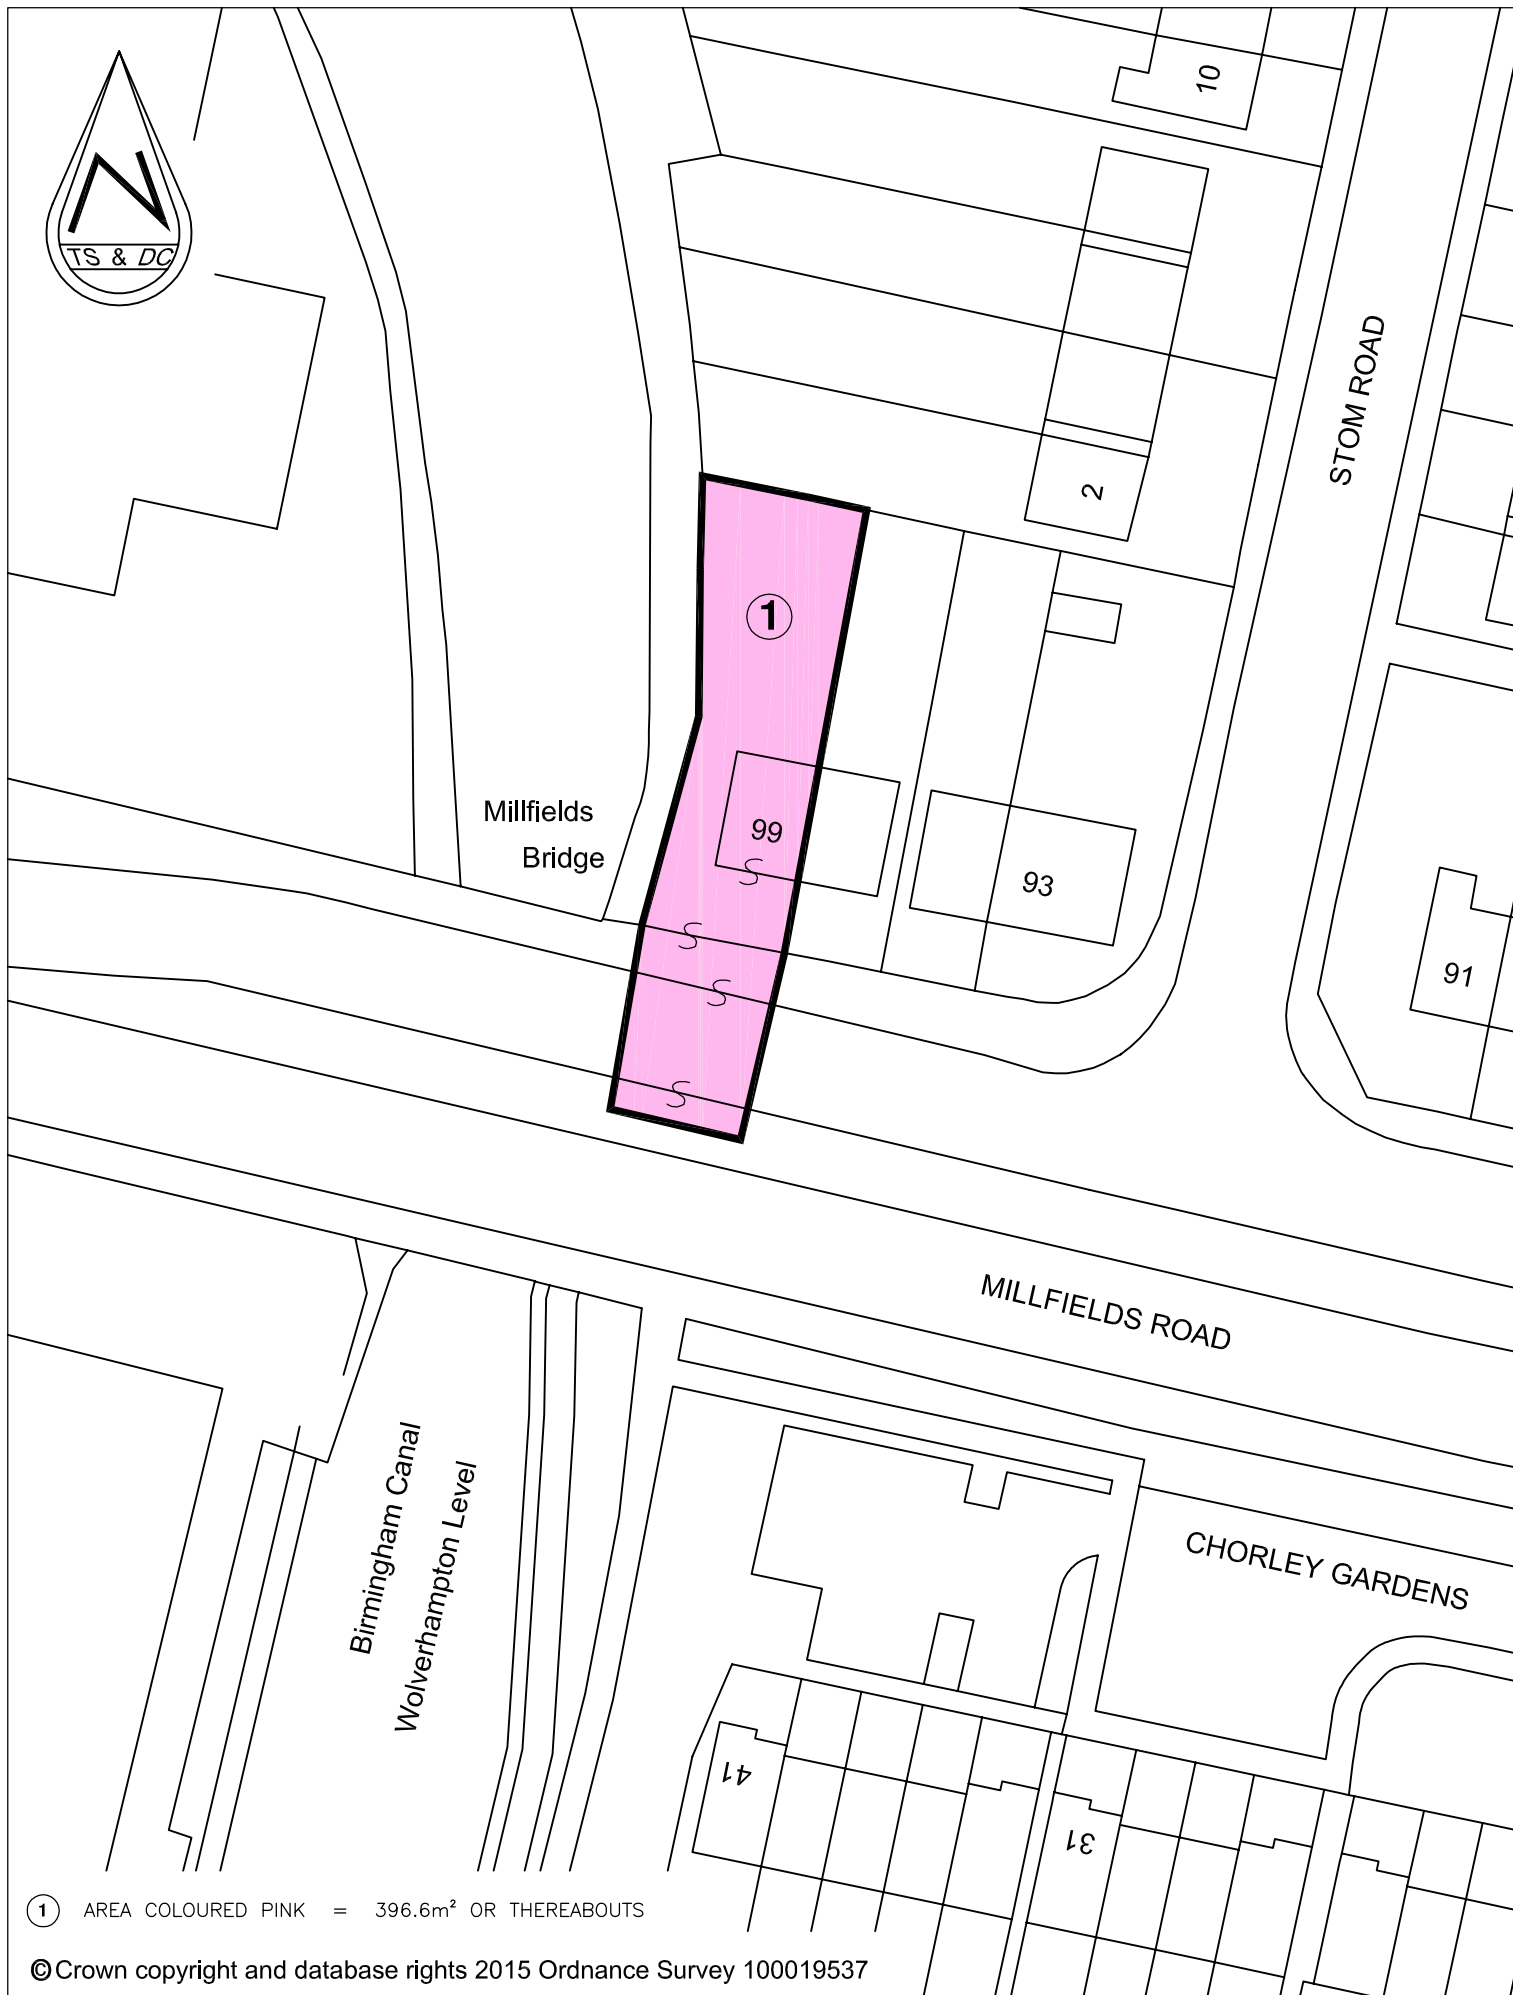 10
N
TS & DC
STOM ROAD
2
1
Millfields
Bridge
99
93
91
MILLFIELDS ROAD
Birmingham Canal
Wolverhampton Level
CHORLEY GARDENS
41
31
1 AREA COLOURED PINK = 396.6m² OR THEREABOUTS
©Crown copyright and database rights 2015 Ordnance Survey 100019537